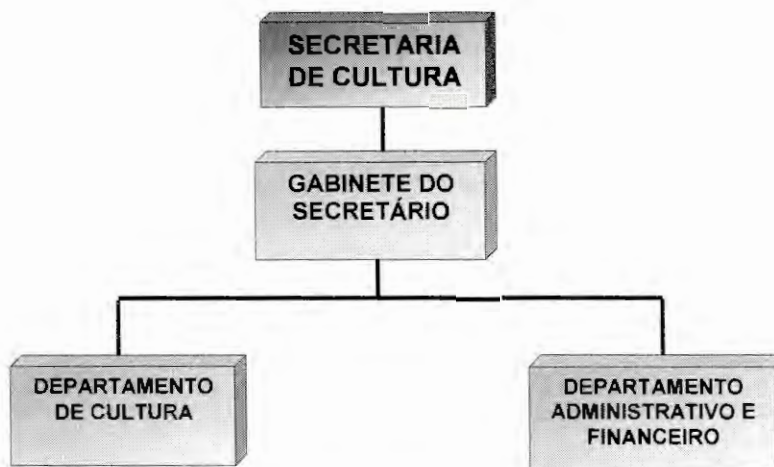 SECRETARIA
DE CULTURA
GABINETE DO
SECRETÁRIO
DEPARTAMENTO
DE CULTURA
DEPARTAMENTO
ADMINISTRATIVO E
FINANCEIRO